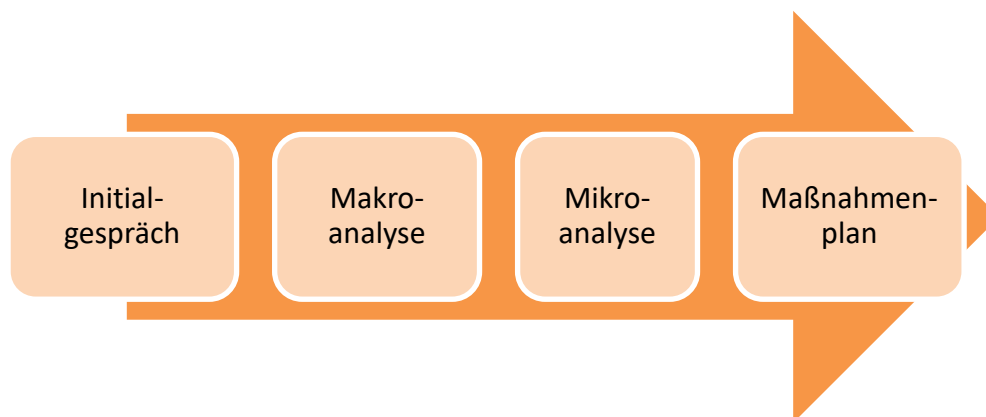 Initial-
gespräch
Makro-
analyse
Mikro-
analyse
Maßnahmen-
plan